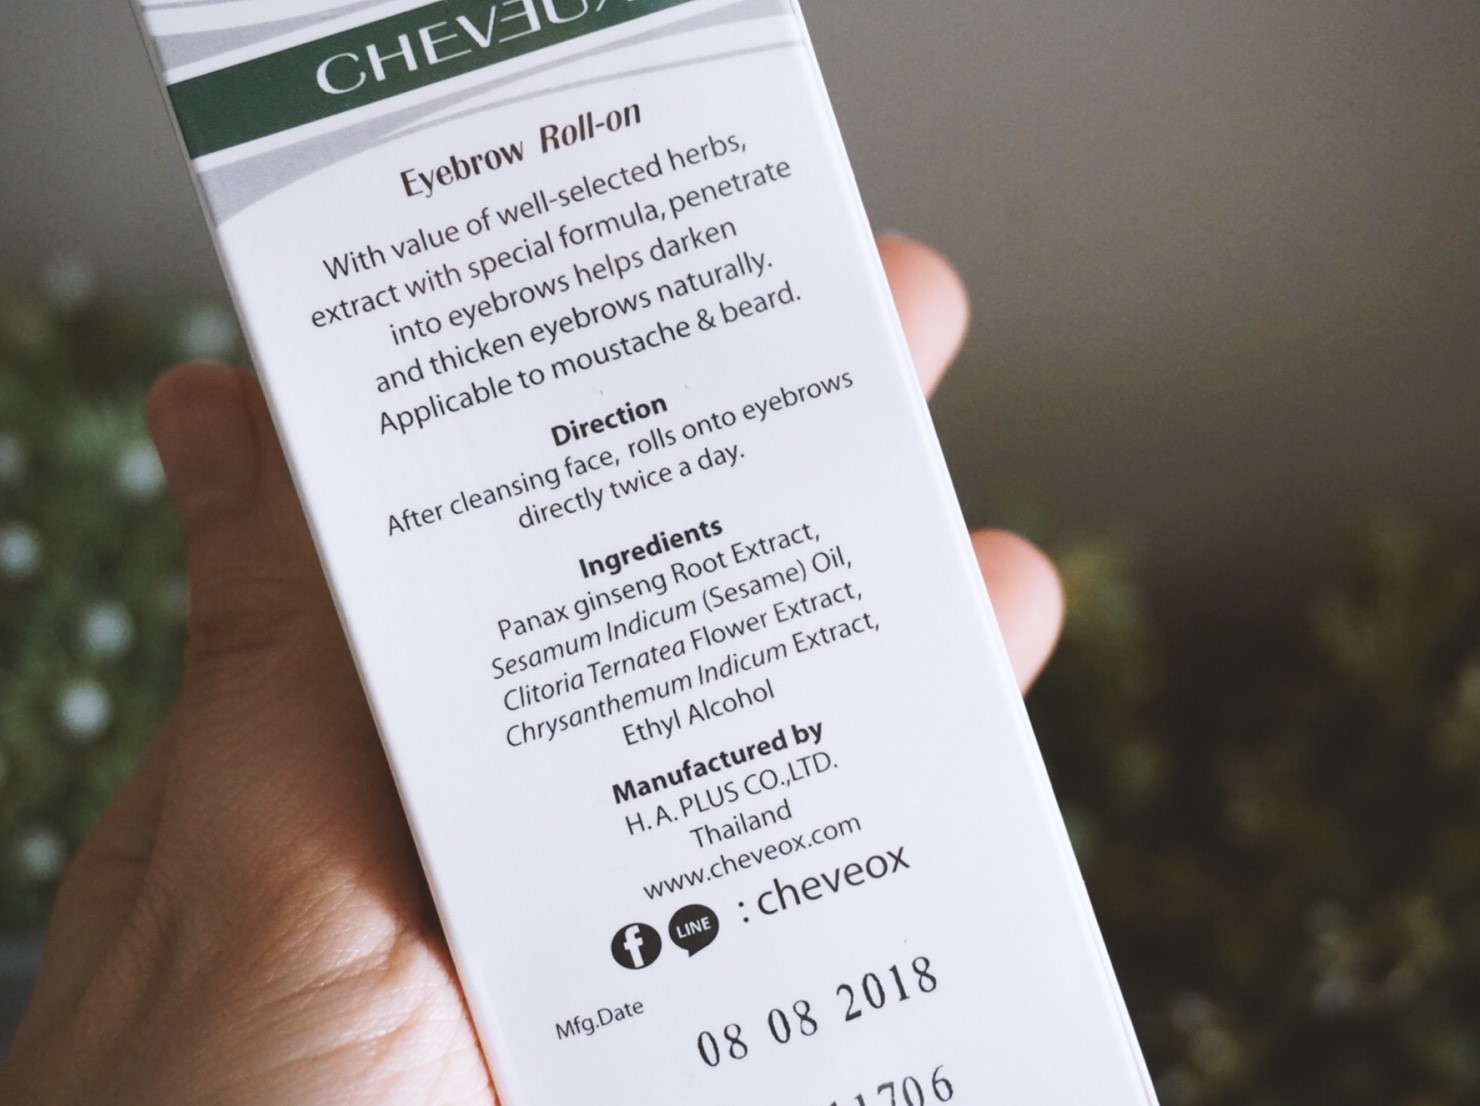 CHEVEUX
Eyebrow Roll-on
With value of well-selected herbs,
extract with special formula, penetrate
into eyebrows helps darken
and thicken eyebrows naturally.
Applicable to moustache & beard.
Direction
After cleansing face, rolls onto eyebrows
directly twice a day.
Ingredients
Panax ginseng Root Extract,
Sesamum Indicum (Sesame) Oil,
Clitoria Ternatea Flower Extract,
Chrysanthemum Indicum Extract,
Ethyl Alcohol
Manufactured by
H. A. PLUS CO.,LTD.
Thailand
www.cheveox.com
f LINE : cheveox
Mfg.Date 08 08 2018